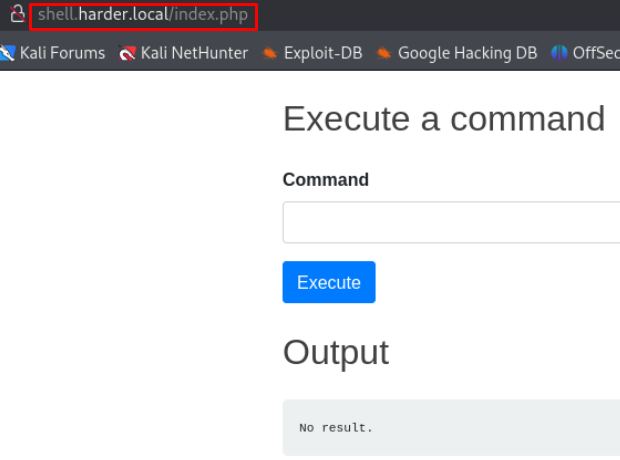 shell.harder.local/index.php
Kali Forums Kali NetHunter Exploit-DB Google Hacking DB OffSec
Execute a command
Command
Execute
Output
No result.